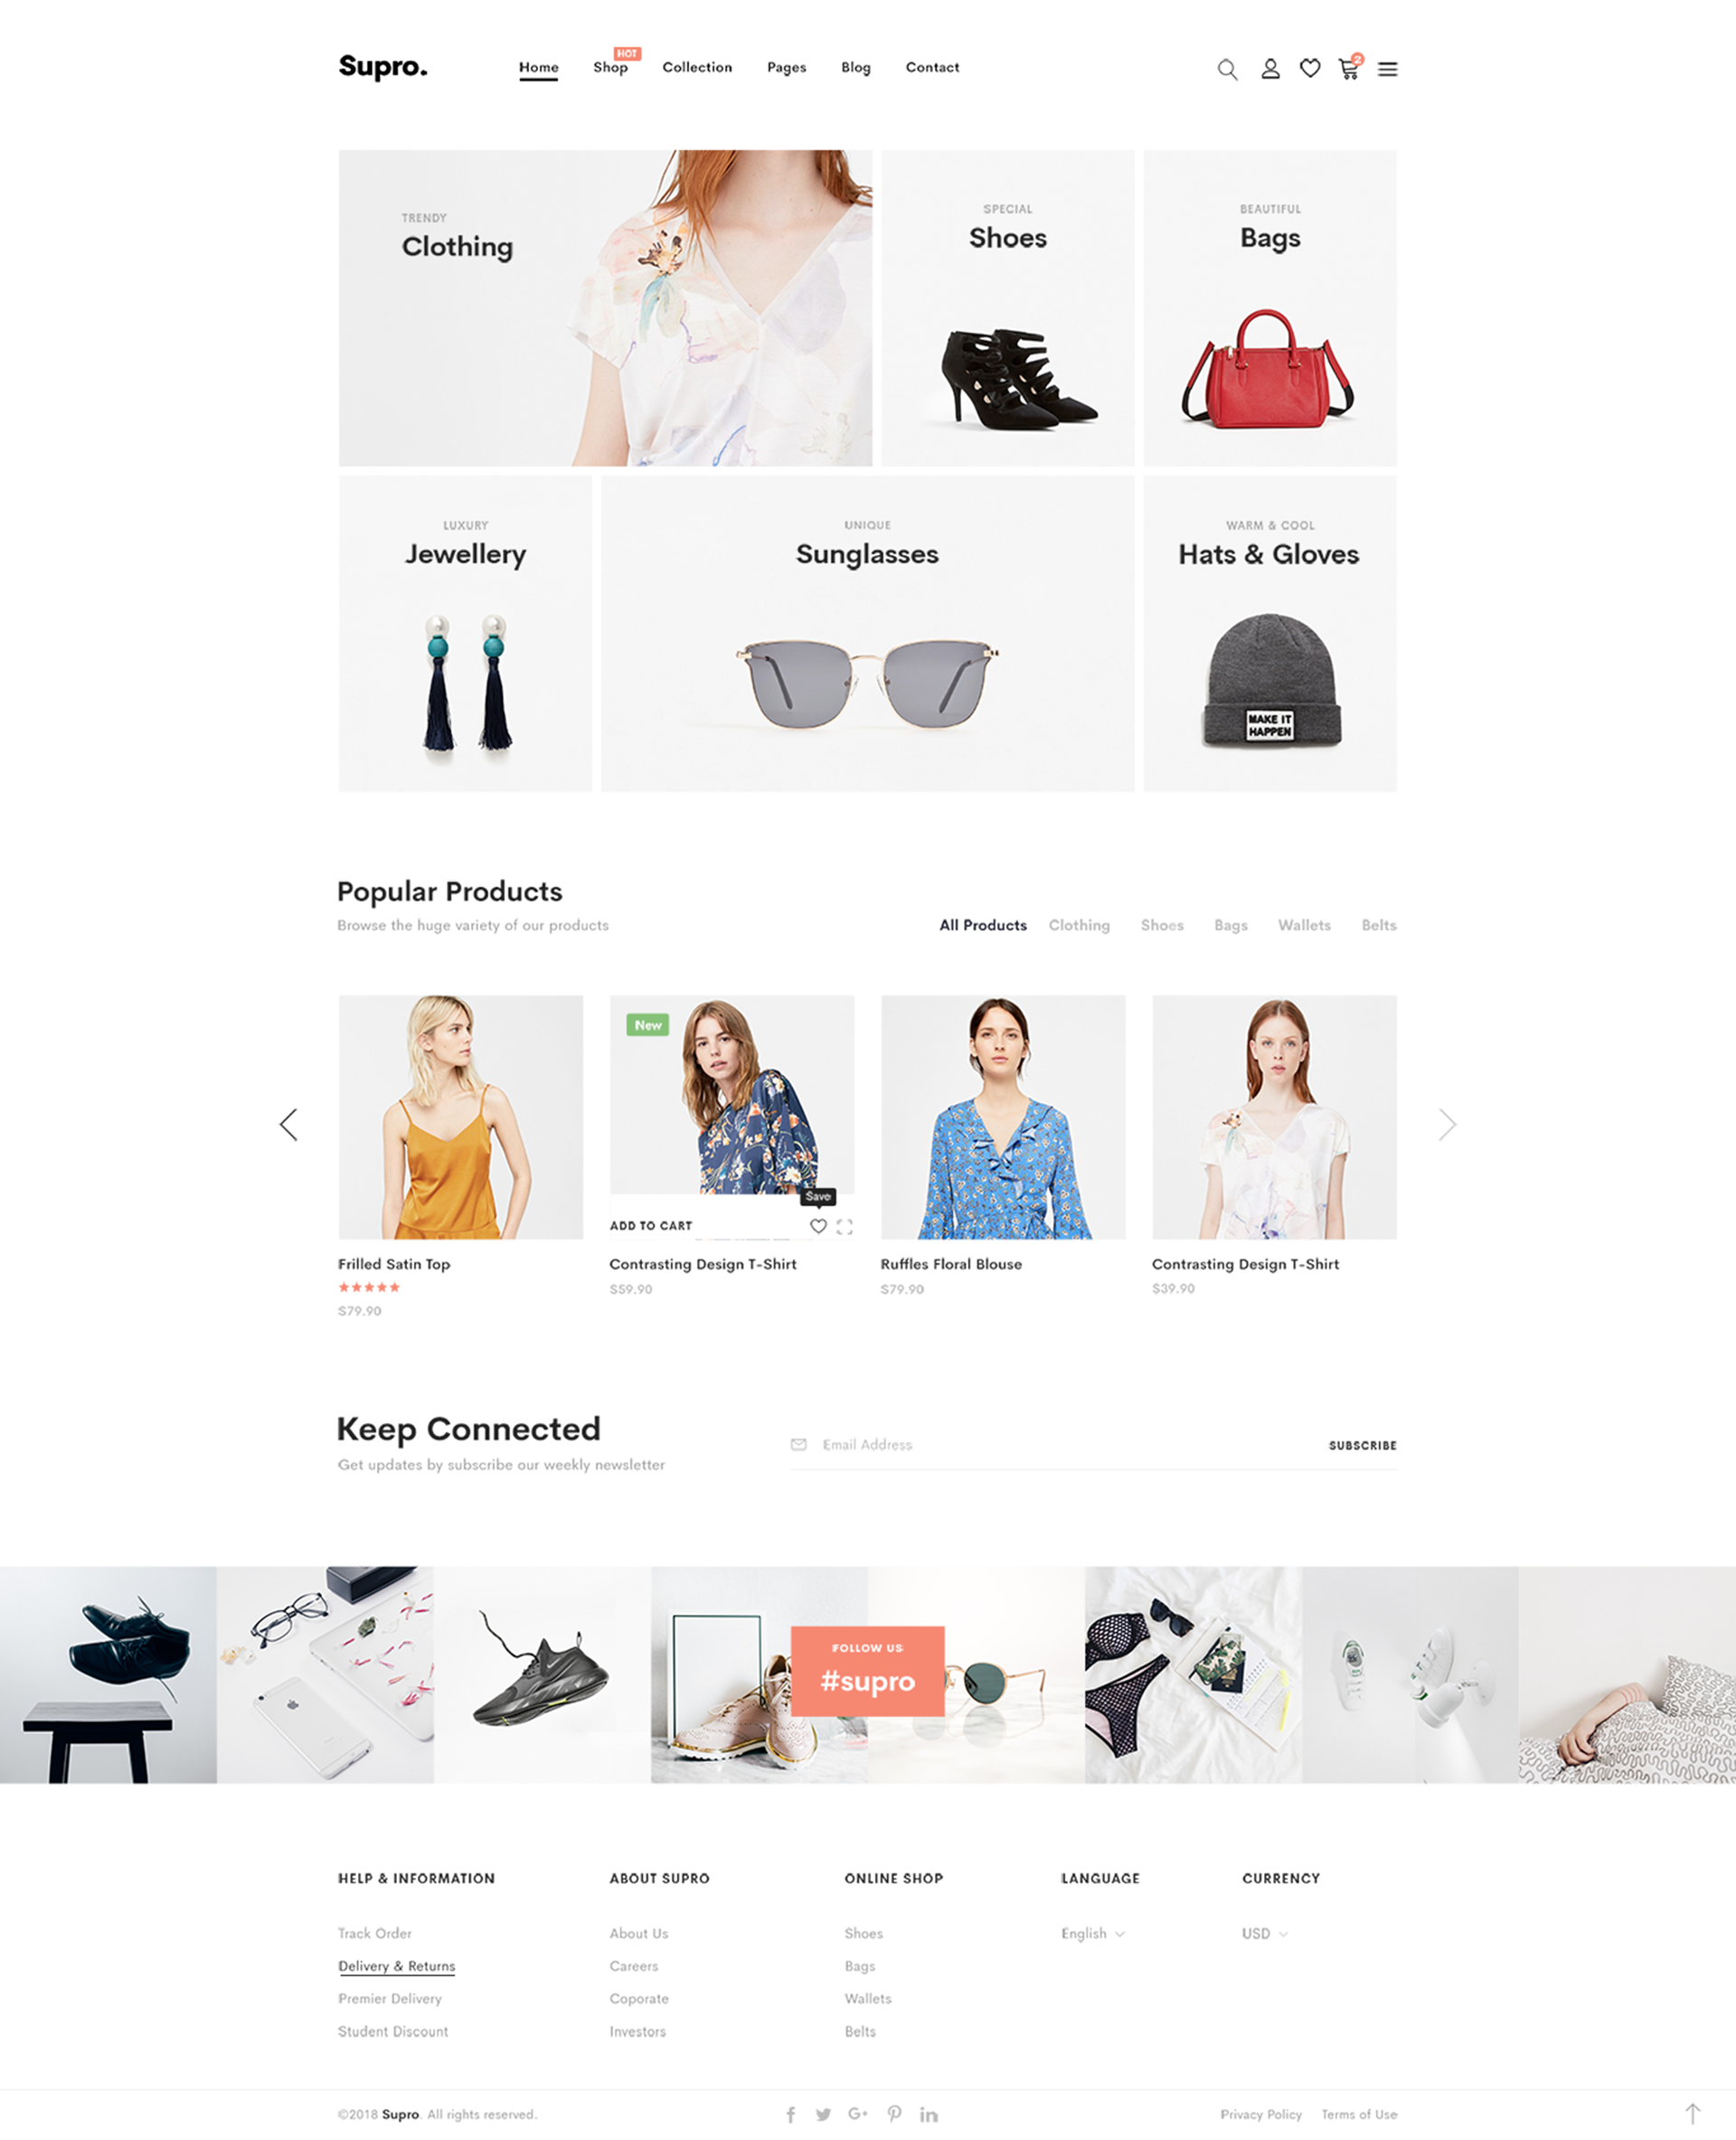 Supro.
Home
Shop
HOT
Collection
Pages
Blog
Contact
2
TRENDY
Clothing
SPECIAL
Shoes
BEAUTIFUL
Bags
LUXURY
Jewellery
UNIQUE
Sunglasses
WARM & COOL
Hats & Gloves
MAKE IT
HAPPEN
Popular Products
Browse the huge variety of our products
All Products
Clothing
Shoes
Bags
Wallets
Belts
New
Save
ADD TO CART
Frilled Satin Top
$79.90
Contrasting Design T-Shirt
$59.90
Ruffles Floral Blouse
$79.90
Contrasting Design T-Shirt
$39.90
Keep Connected
Get updates by subscribe our weekly newsletter
Email Address
SUBSCRIBE
FOLLOW US
#supro
HELP & INFORMATION
Track Order
Delivery & Returns
Premier Delivery
Student Discount
ABOUT SUPRO
About Us
Careers
Coporate
Investors
ONLINE SHOP
Shoes
Bags
Wallets
Belts
LANGUAGE
English
CURRENCY
USD
©2018 Supro. All rights reserved.
Privacy Policy
Terms of Use